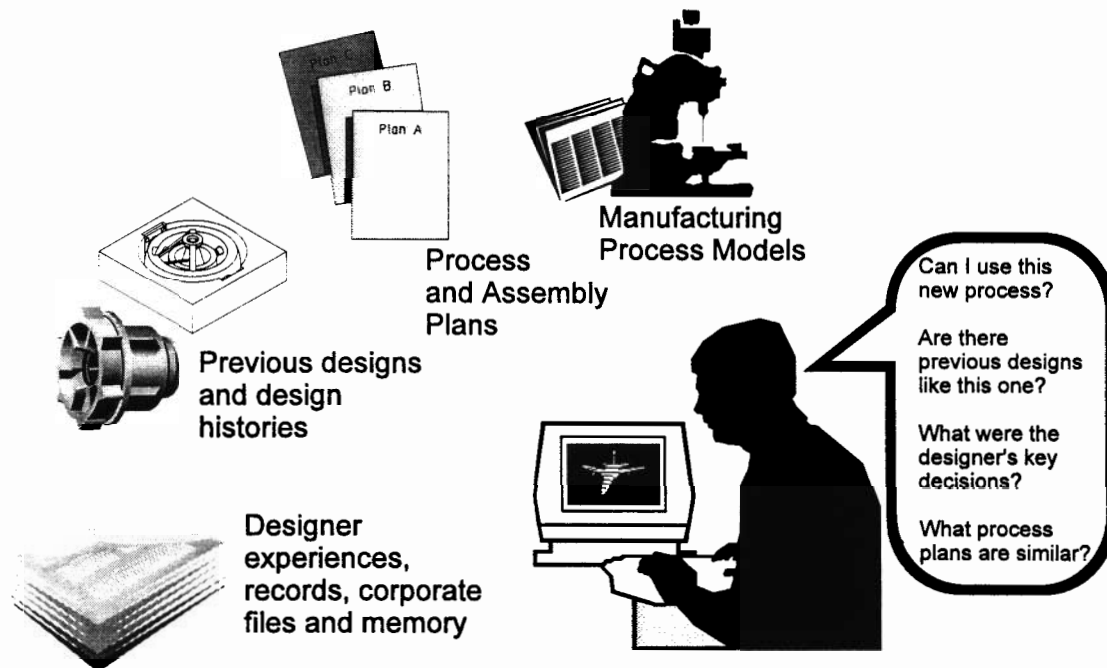 Plan C
Plan B
Plan A
Manufacturing
Process Models
Process
and Assembly
Plans
Previous designs
and design
histories
Designer
experiences,
records, corporate
files and memory
Can I use this
new process?
Are there
previous designs
like this one?
What were the
designer's key
decisions?
What process
plans are similar?